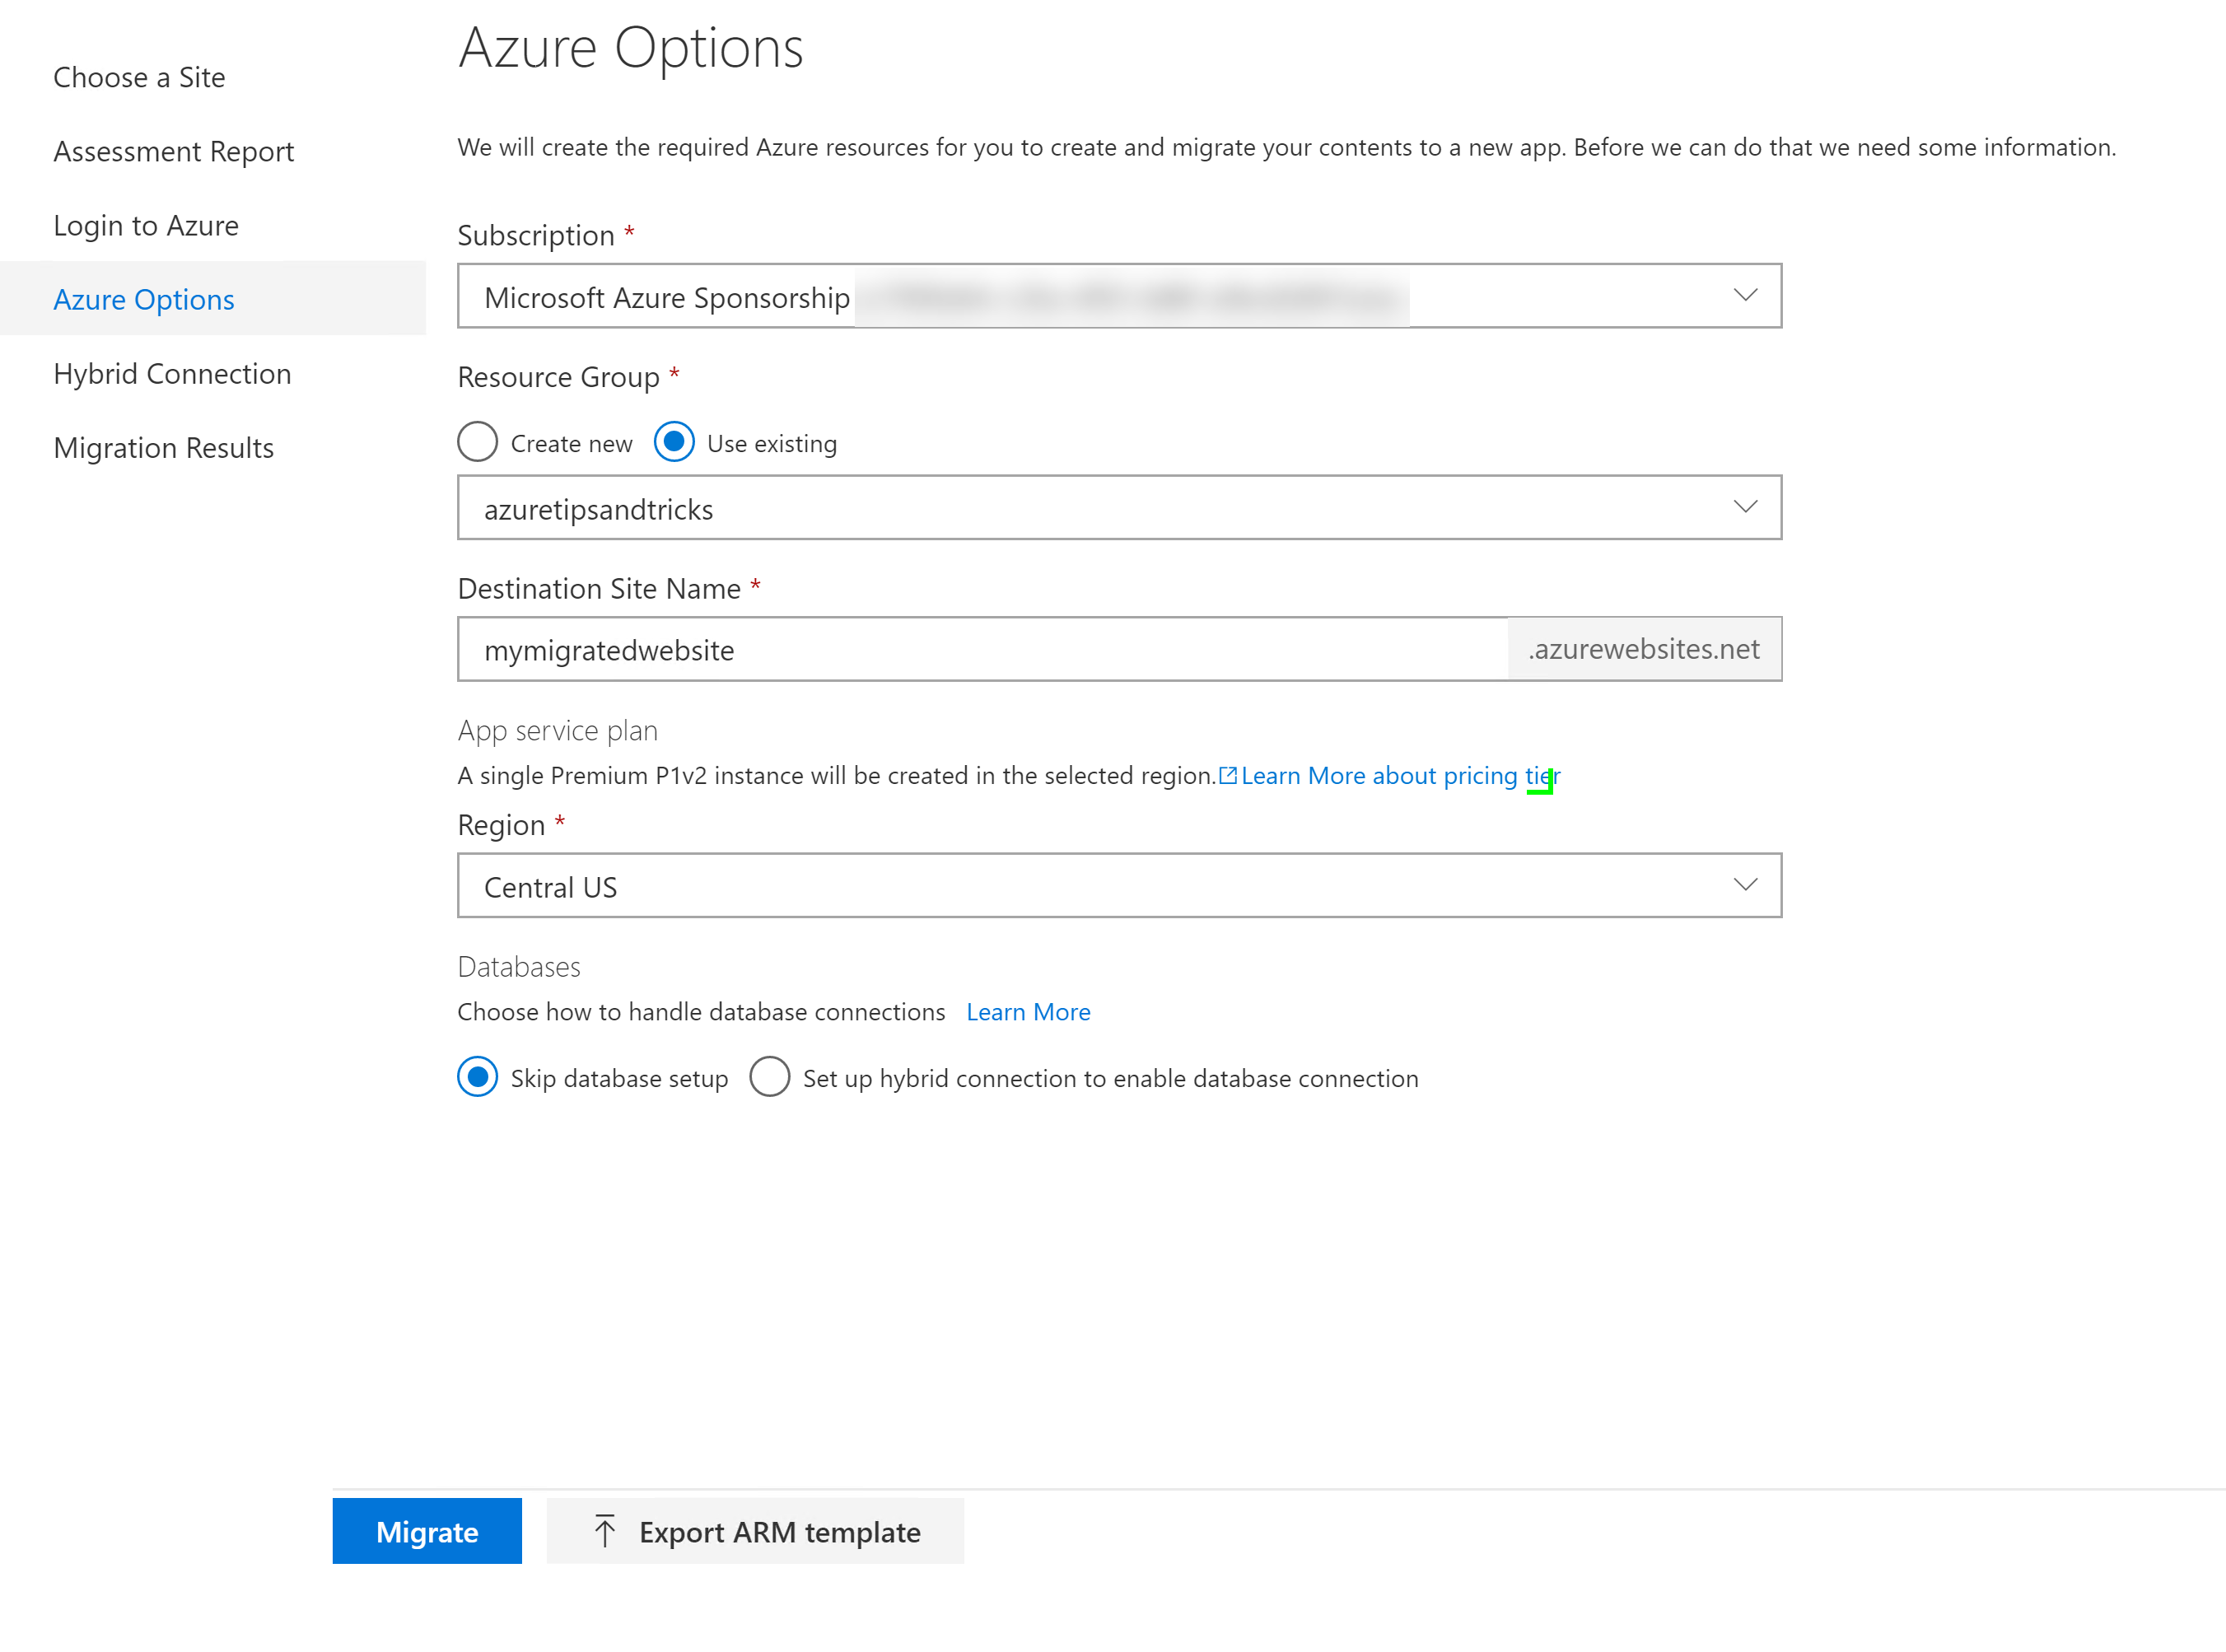 Azure Options
Choose a Site
Assessment Report
Login to Azure
Azure Options
Hybrid Connection
Migration Results
We will create the required Azure resources for you to create and migrate your contents to a new app. Before we can do that we need some information.
Subscription *
Microsoft Azure Sponsorship
Resource Group *
Create new Use existing
azuretipsandtricks
Destination Site Name *
mymigratedwebsite .azurewebsites.net
App service plan
A single Premium P1v2 instance will be created in the selected region. Learn More about pricing tier
Region *
Central US
Databases
Choose how to handle database connections Learn More
Skip database setup Set up hybrid connection to enable database connection
Migrate Export ARM template